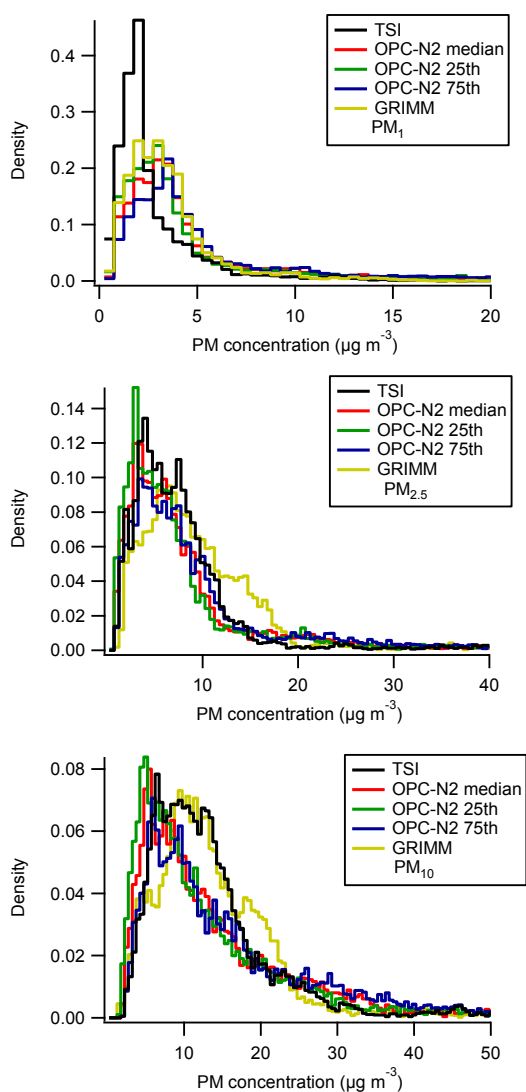 TSI
OPC-N2 median
OPC-N2 25th
OPC-N2 75th
GRIMM
PM₁
0.4
0.3
0.2
0.1
0.0
Density
0
5
10
15
20
PM concentration (µg m⁻³)
TSI
OPC-N2 median
OPC-N2 25th
OPC-N2 75th
GRIMM
PM₂.₅
0.14
0.12
0.10
0.08
0.06
0.04
0.02
0.00
Density
10
20
30
40
PM concentration (µg m⁻³)
TSI
OPC-N2 median
OPC-N2 25th
OPC-N2 75th
GRIMM
PM₁₀
0.08
0.06
0.04
0.02
0.00
Density
10
20
30
40
50
PM concentration (µg m⁻³)